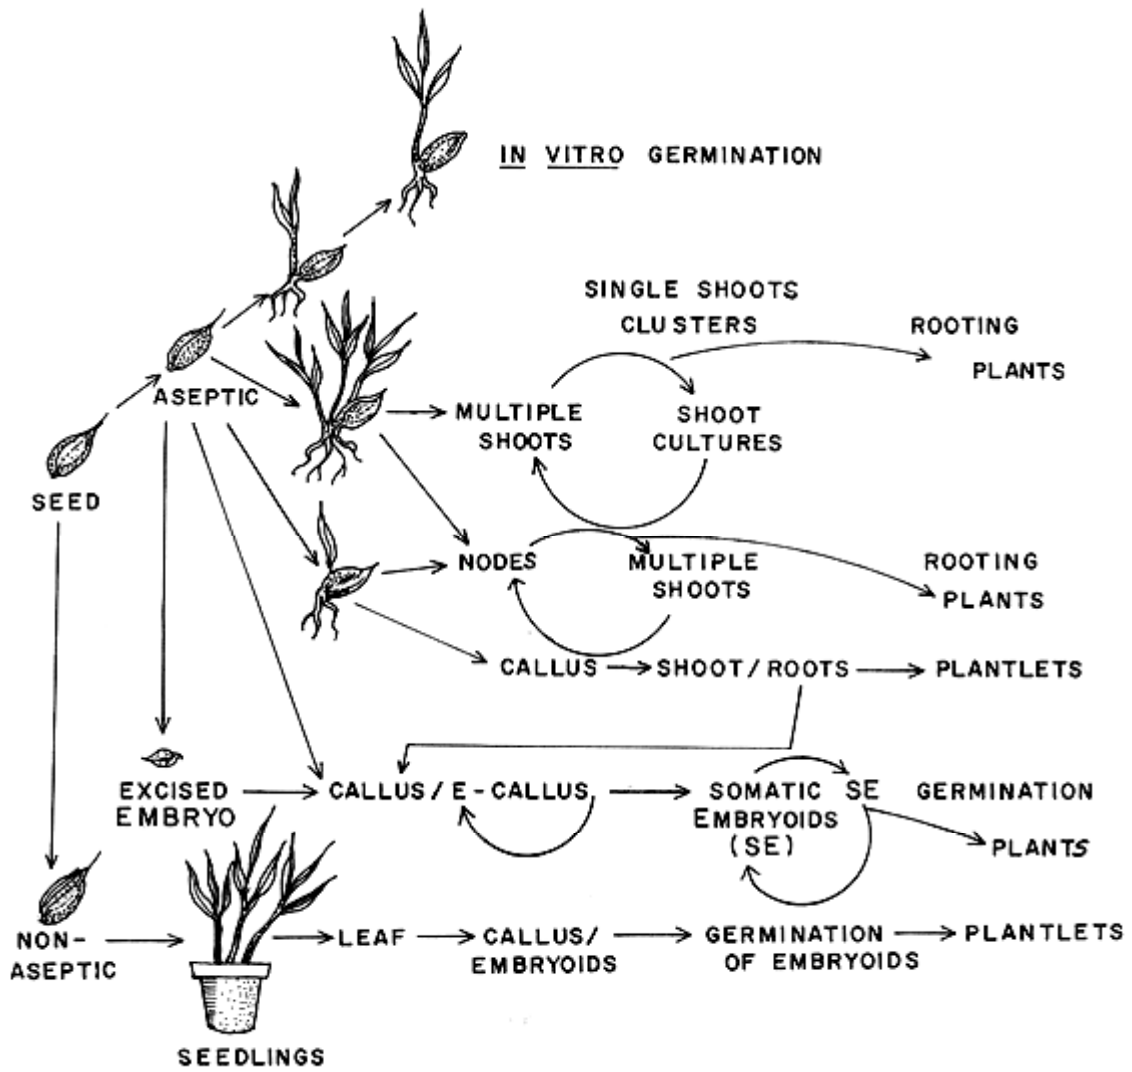 IN VITRO GERMINATION
SINGLE SHOOTS
CLUSTERS
ROOTING
PLANTS
ASEPTIC
MULTIPLE
SHOOTS
SHOOT
CULTURES
SEED
NODES
MULTIPLE
SHOOTS
ROOTING
PLANTS
CALLUS
SHOOT/ROOTS
PLANTLETS
EXCISED
EMBRYO
CALLUS/E-CALLUS
SOMATIC
EMBRYOIDS
(SE)
SE
GERMINATION
PLANTS
NON-
ASEPTIC
LEAF
CALLUS/
EMBRYOIDS
GERMINATION
OF EMBRYOIDS
PLANTLETS
SEEDLINGS